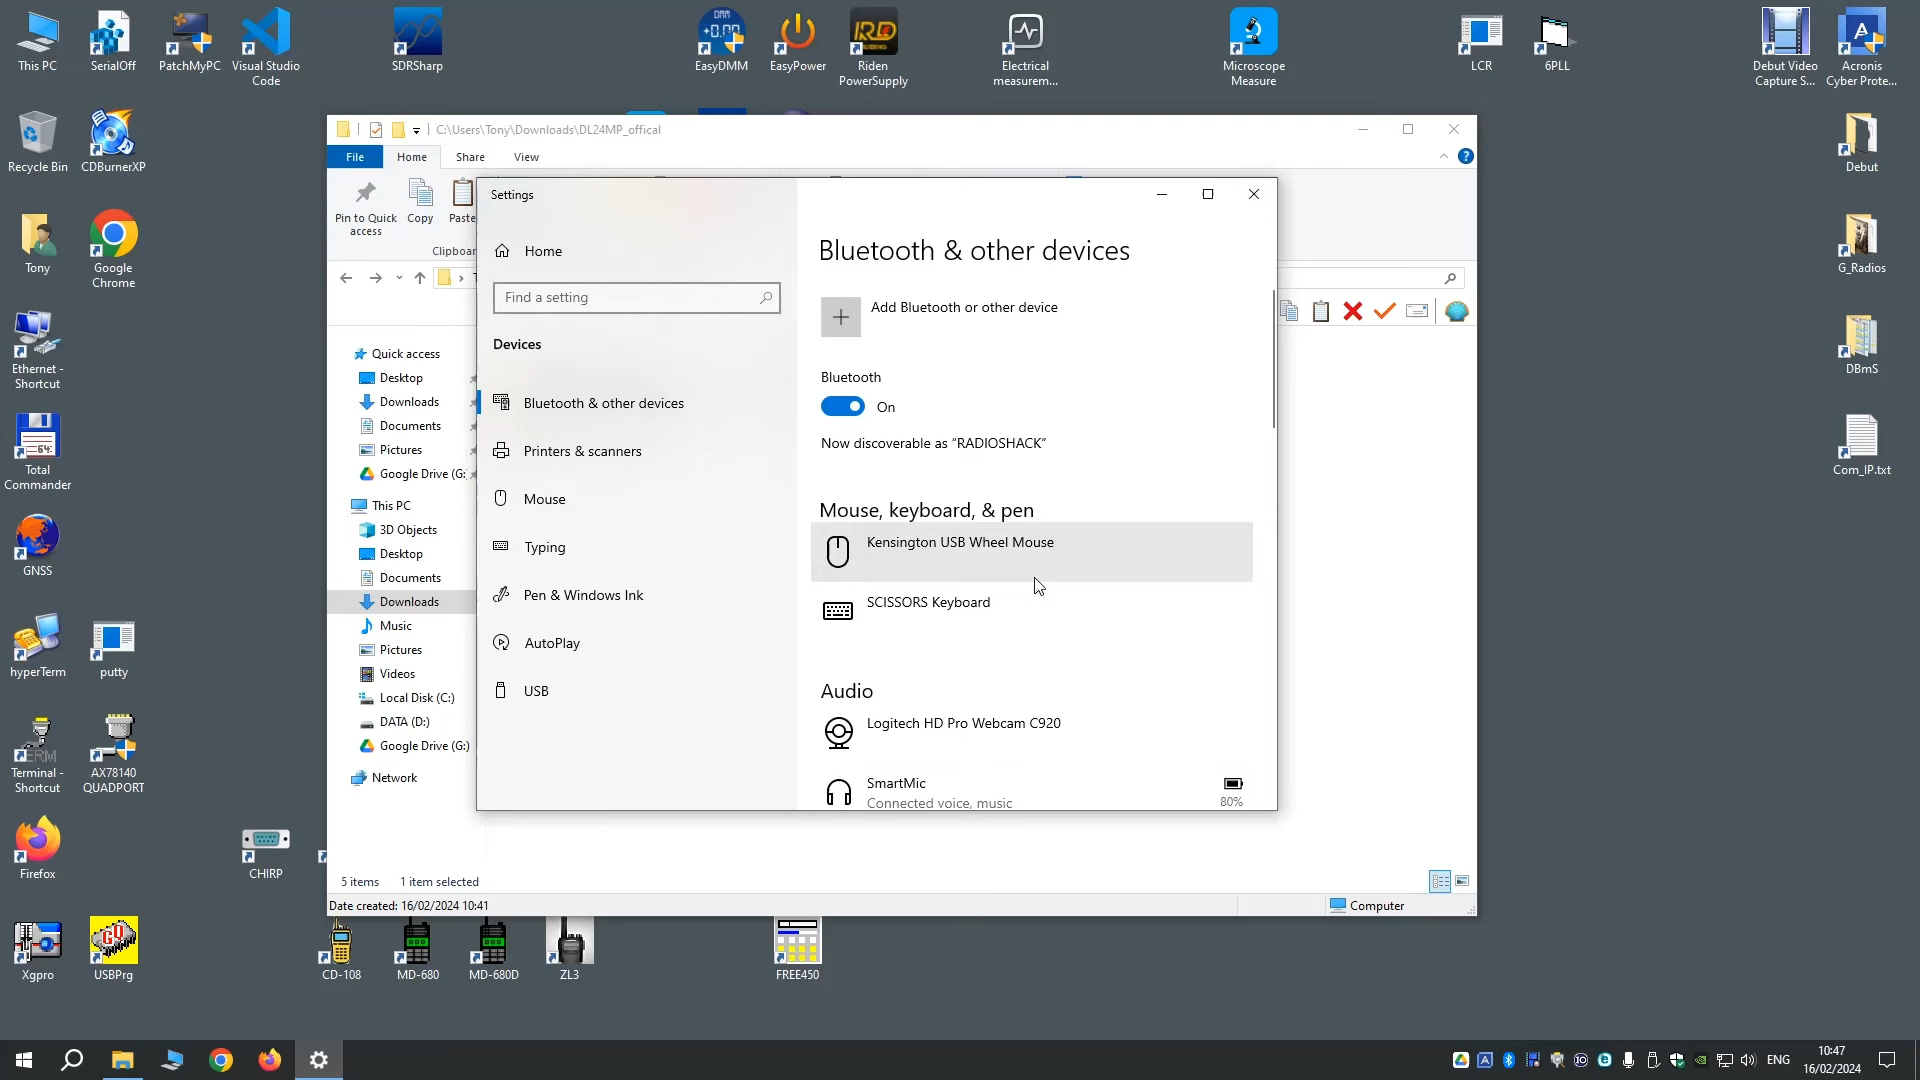 This PC
SerialOff
PatchMyPC
Visual Studio
Code
SDRSharp
EasyDMM
EasyPower
Riden
PowerSupply
Electrical
measurem...
Microscope
Measure
LCR
6PLL
Debut Video
Capture S...
Acronis
Cyber Prote...
Recycle Bin
CDBurnerXP
Debut
Tony
Google
Chrome
G_Radios
Ethernet -
Shortcut
DBmS
Total
Commander
Com_IP.txt
GNSS
hyperTerm
putty
Terminal -
Shortcut
AX78140
QUADPORT
Firefox
CHIRP
Xgpro
USBPrg
CD-108
MD-680
MD-680D
ZL3
FREE450
C:\Users\Tony\Downloads\DL24MP_offical
File
Home
Share
View
Pin to Quick
access
Copy
Paste
Clipboar
Quick access
Desktop
Downloads
Documents
Pictures
Google Drive (G:
This PC
3D Objects
Desktop
Documents
Downloads
Music
Pictures
Videos
Local Disk (C:)
DATA (D:)
Google Drive (G:)
Network
5 items
1 item selected
Date created: 16/02/2024 10:41
Computer
Settings
Home
Find a setting
Devices
Bluetooth & other devices
Printers & scanners
Mouse
Typing
Pen & Windows Ink
AutoPlay
USB
Bluetooth & other devices
Add Bluetooth or other device
Bluetooth
On
Now discoverable as “RADIOSHACK”
Mouse, keyboard, & pen
Kensington USB Wheel Mouse
SCISSORS Keyboard
Audio
Logitech HD Pro Webcam C920
SmartMic
Connected voice, music
80%
ENG
10:47
16/02/2024